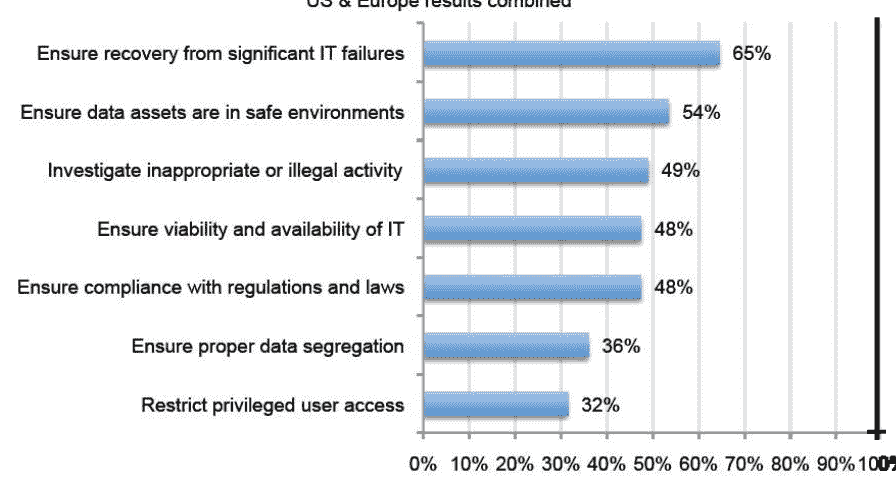 US & Europe results combined
Ensure recovery from significant IT failures 65%
Ensure data assets are in safe environments 54%
Investigate inappropriate or illegal activity 49%
Ensure viability and availability of IT 48%
Ensure compliance with regulations and laws 48%
Ensure proper data segregation 36%
Restrict privileged user access 32%
0% 10% 20% 30% 40% 50% 60% 70% 80% 90%